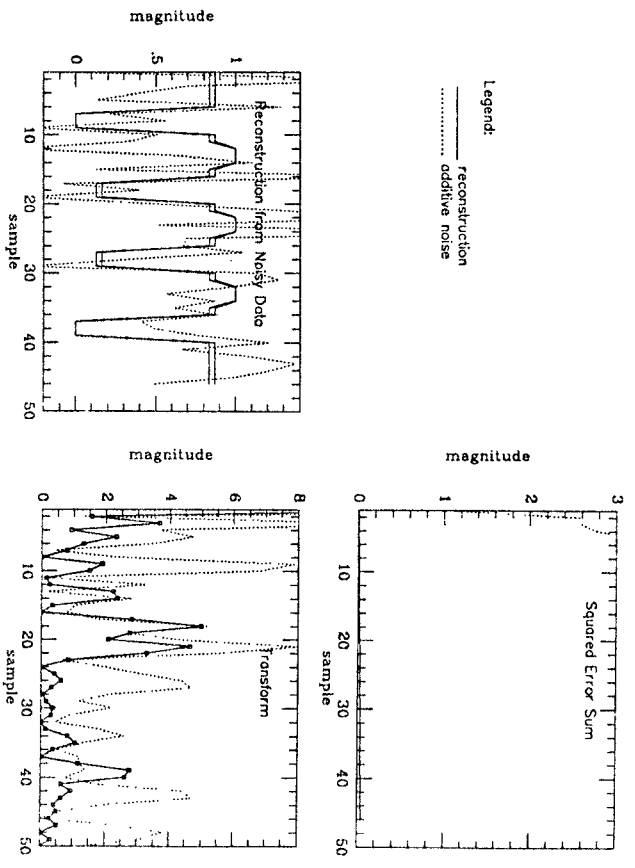 Legend:
reconstruction
additive noise
Squared Error Sum
magnitude
0 1 2 3
10 20 30 40 50
sample
Reconstruction from Noisy Data
magnitude
0 .5 1
10 20 30 40 50
sample
Transform
magnitude
0 2 4 6 8
10 20 30 40 50
sample